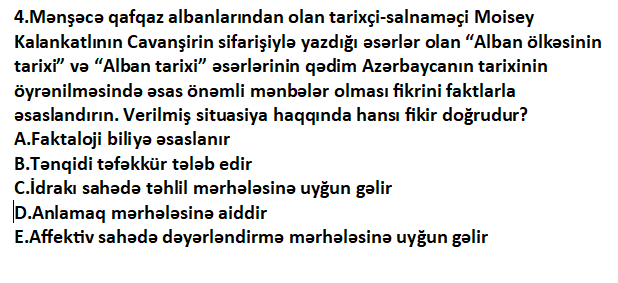 4.Mənşəcə qafqaz albanlarından olan tarixçi-salnaməçi Moisey
Kalankatlının Cavanşirin sifarişiylə yazdığı əsərlər olan “Alban ölkəsinin
tarixi” və “Alban tarixi” əsərlərinin qədim Azərbaycanın tarixinin
öyrənilməsində əsas önəmli mənbələr olması fikrini faktlarla
əsaslandırın. Verilmiş situasiya haqqında hansı fikir doğrudur?
A.Faktaloji biliyə əsaslanır
B.Tənqidi təfəkkür tələb edir
C.İdrakı sahədə təhlil mərhələsinə uyğun gəlir
D.Anlamaq mərhələsinə aiddir
E.Affektiv sahədə dəyərləndirmə mərhələsinə uyğun gəlir